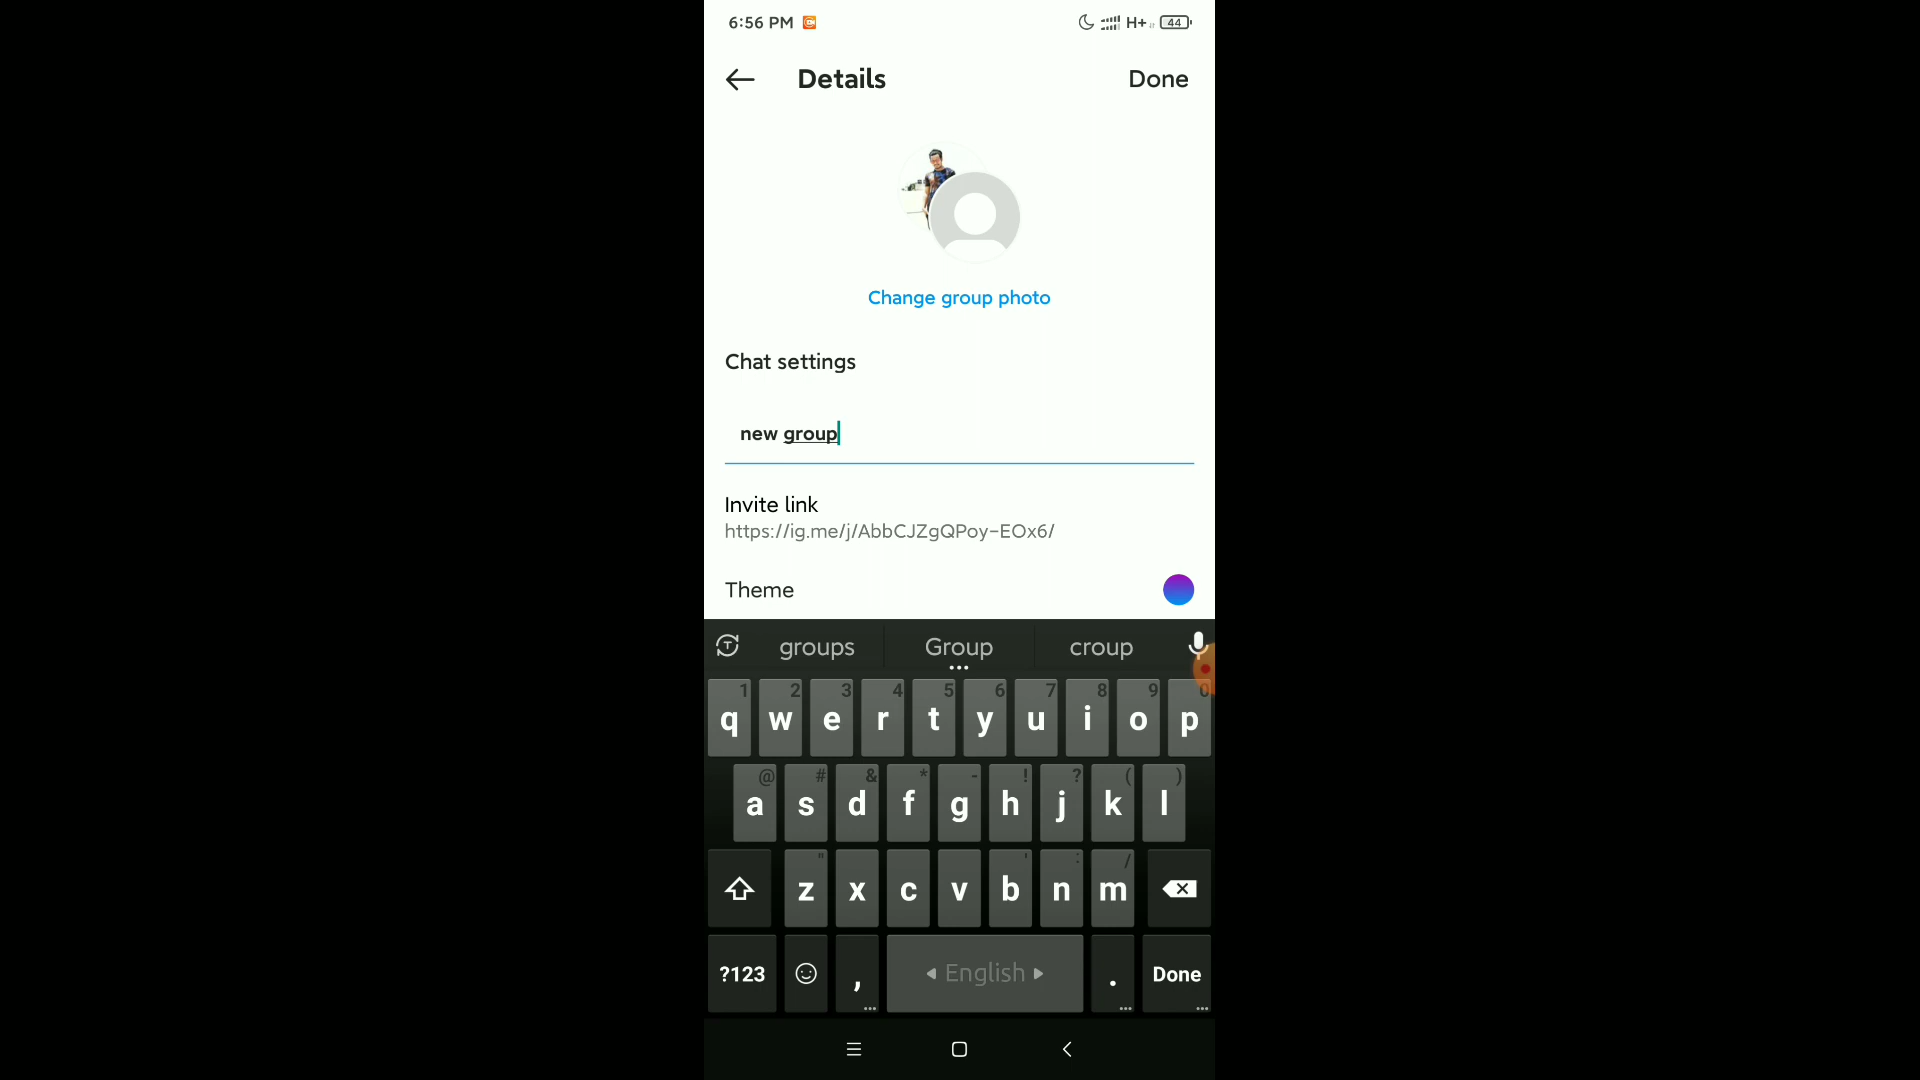 6:56 PM
H+
44
Details
Done
Change group photo
Chat settings
new group
Invite link
https://ig.me/j/AbbCJZgQPoy-EOx6/
Theme
groups Group croup
1 2 3 4 5 6 7 8 9 0
q w e r t y u i o p
@ # & * - ! ? ( )
a s d f g h j k l
" ' : /
z x c v b n m
?123 , English . Done